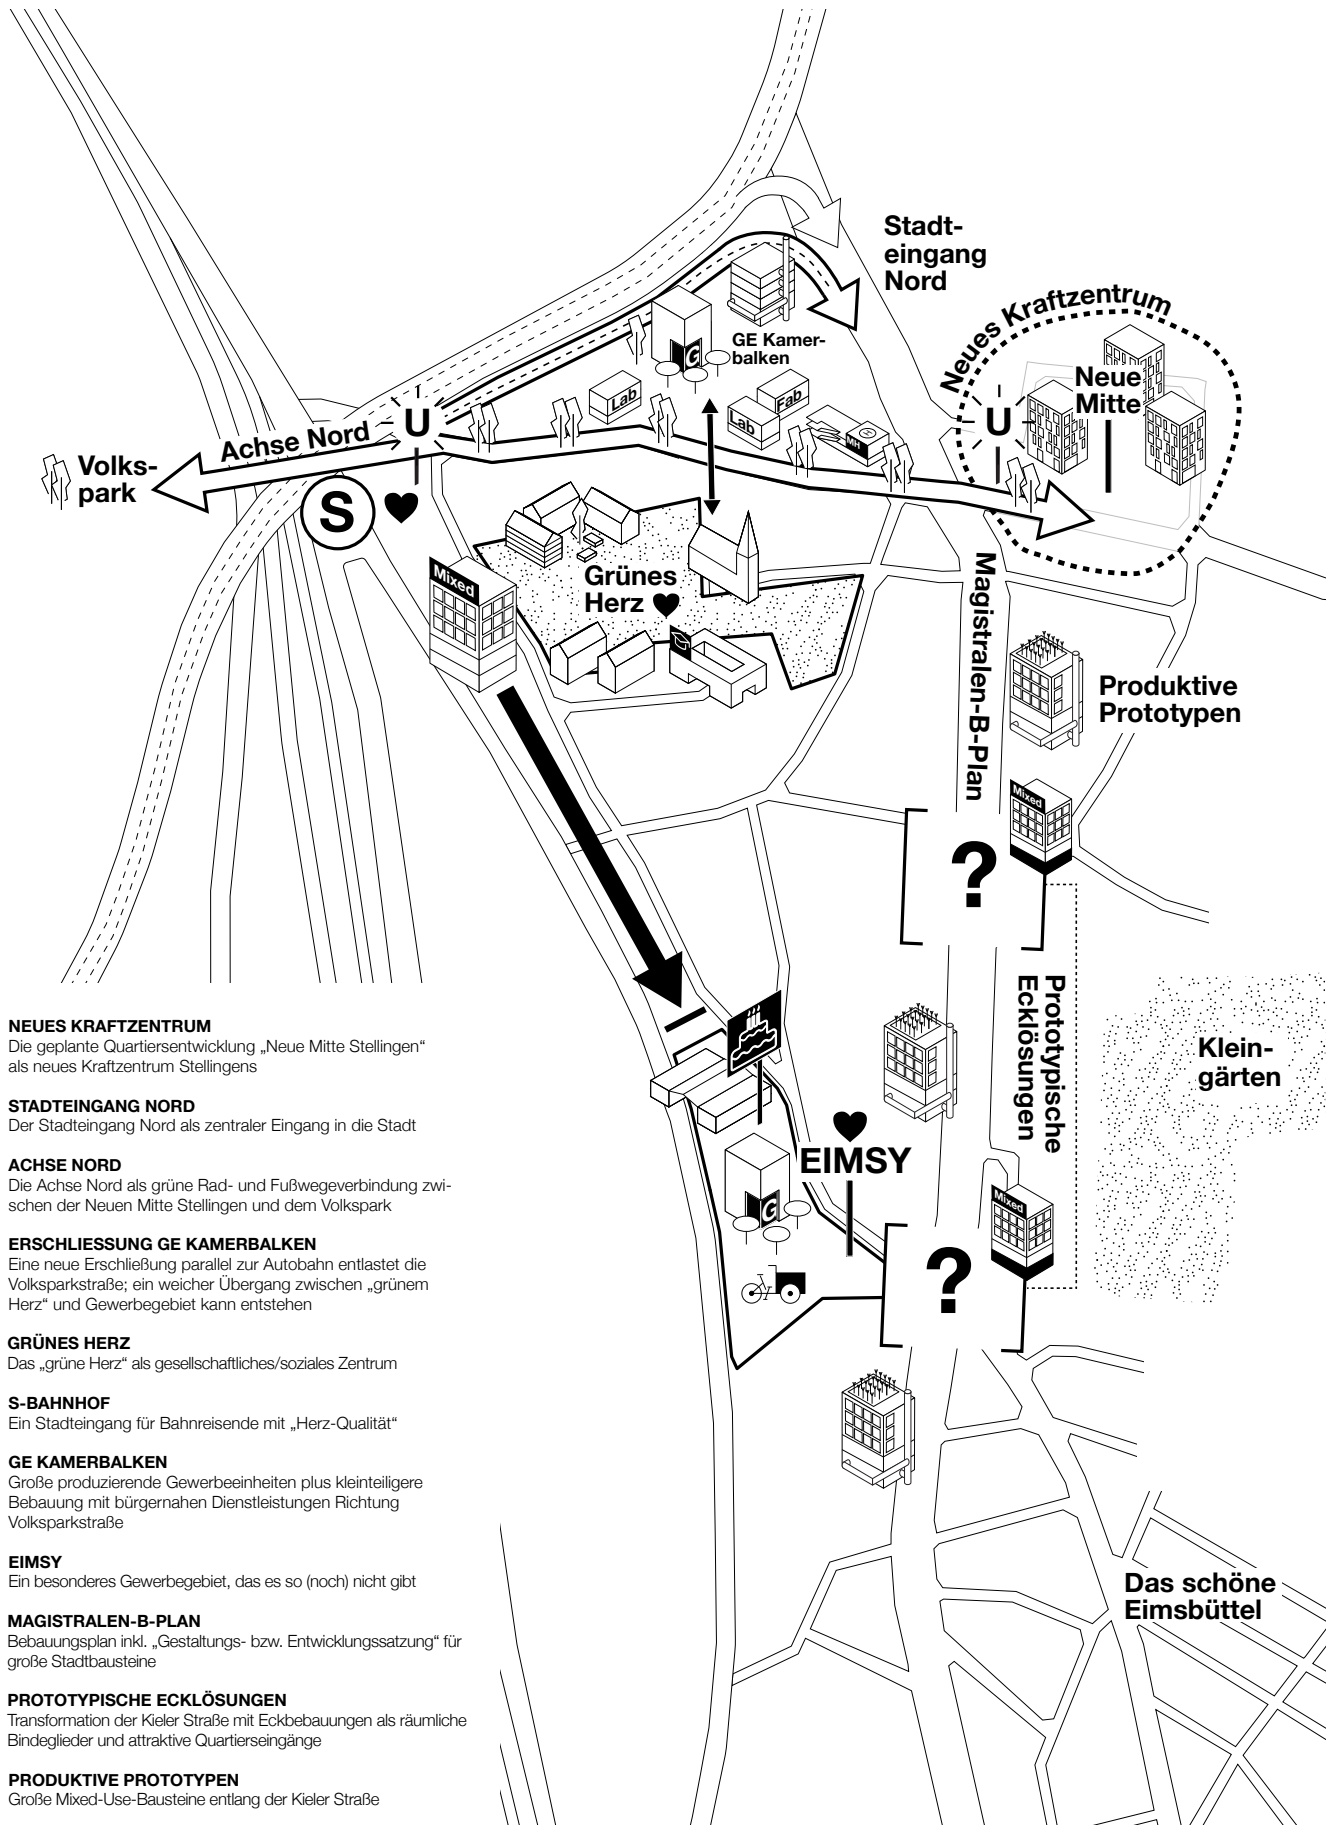 Stadt-
eingang
Nord
Neues Kraftzentrum
GE Kamer-
balken
G
Neue
Mitte
Lab
Fab
Lab
MH
U
U
Achse Nord
Volks-
park
S
Mixed
Grünes
Herz
Magistralen-B-Plan
Produktive
Prototypen
Mixed
?
Prototypische
Ecklösungen
Klein-
gärten
EIMSY
G
Mixed
?
Das schöne
Eimsbüttel
NEUES KRAFTZENTRUM
Die geplante Quartiersentwicklung „Neue Mitte Stellingen“
als neues Kraftzentrum Stellingens
STADTEINGANG NORD
Der Stadteingang Nord als zentraler Eingang in die Stadt
ACHSE NORD
Die Achse Nord als grüne Rad- und Fußwegeverbindung zwi-
schen der Neuen Mitte Stellingen und dem Volkspark
ERSCHLIESSUNG GE KAMERBALKEN
Eine neue Erschließung parallel zur Autobahn entlastet die
Volksparkstraße; ein weicher Übergang zwischen „grünem
Herz“ und Gewerbegebiet kann entstehen
GRÜNES HERZ
Das „grüne Herz“ als gesellschaftliches/soziales Zentrum
S-BAHNHOF
Ein Stadteingang für Bahnreisende mit „Herz-Qualität“
GE KAMERBALKEN
Große produzierende Gewerbeeinheiten plus kleinteiligere
Bebauung mit bürgernahen Dienstleistungen Richtung
Volksparkstraße
EIMSY
Ein besonderes Gewerbegebiet, das es so (noch) nicht gibt
MAGISTRALEN-B-PLAN
Bebauungsplan inkl. „Gestaltungs- bzw. Entwicklungssatzung“ für
große Stadtbausteine
PROTOTYPISCHE ECKLÖSUNGEN
Transformation der Kieler Straße mit Eckbebauungen als räumliche
Bindeglieder und attraktive Quartierseingänge
PRODUKTIVE PROTOTYPEN
Große Mixed-Use-Bausteine entlang der Kieler Straße